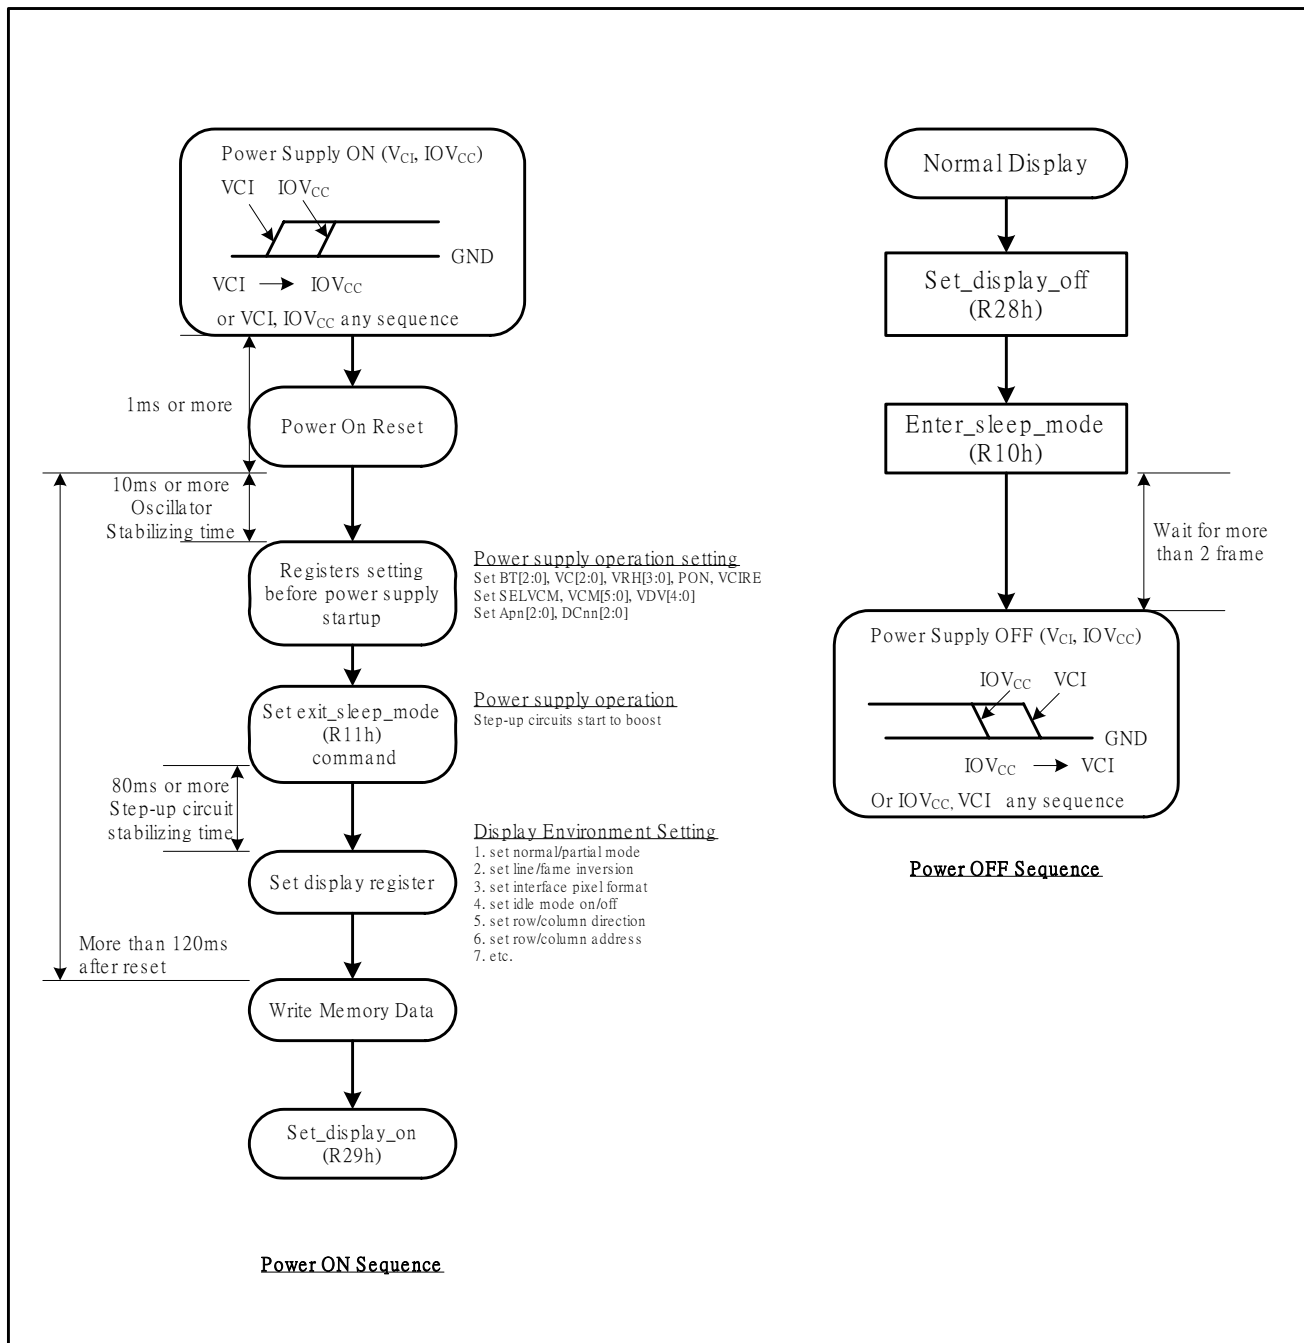 Power Supply ON (VCI, IOVCC)
VCI IOVCC
GND
VCI IOVCC
or VCI, IOVCC any sequence
1ms or more
Power On Reset
10ms or more
Oscillator
Stabilizing time
Registers setting
before power supply
startup
Power supply operation setting
Set BT[2:0], VC[2:0], VRH[3:0], PON, VCIRE
Set SELVCM, VCM[5:0], VDV[4:0]
Set Apn[2:0], DCnn[2:0]
Set exit_sleep_mode
(R11h)
command
Power supply operation
Step-up circuits start to boost
80ms or more
Step-up circuit
stabilizing time
Set display register
Display Environment Setting
1. set normal/partial mode
2. set line/fame inversion
3. set interface pixel format
4. set idle mode on/off
5. set row/column direction
6. set row/column address
7. etc.
More than 120ms
after reset
Write Memory Data
Set_display_on
(R29h)
Power ON Sequence
Normal Display
Set_display_off
(R28h)
Enter_sleep_mode
(R10h)
Wait for more
than 2 frame
Power Supply OFF (VCI, IOVCC)
IOVCC VCI
GND
IOVCC VCI
Or IOVCC, VCI any sequence
Power OFF Sequence